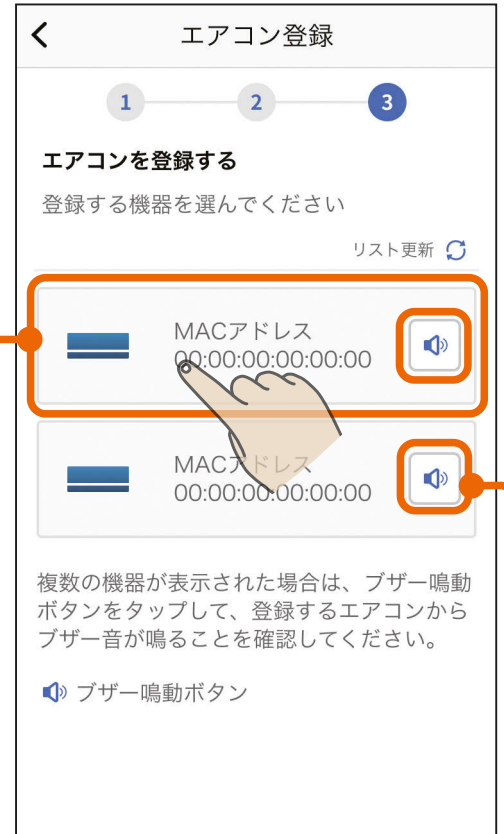 エアコン登録
1 2 3
エアコンを登録する
登録する機器を選んでください
リスト更新
MACアドレス
00:00:00:00:00:00
MACアドレス
00:00:00:00:00:00
複数の機器が表示された場合は、ブザー鳴動
ボタンをタップして、登録するエアコンから
ブザー音が鳴ることを確認してください。
ブザー鳴動ボタン